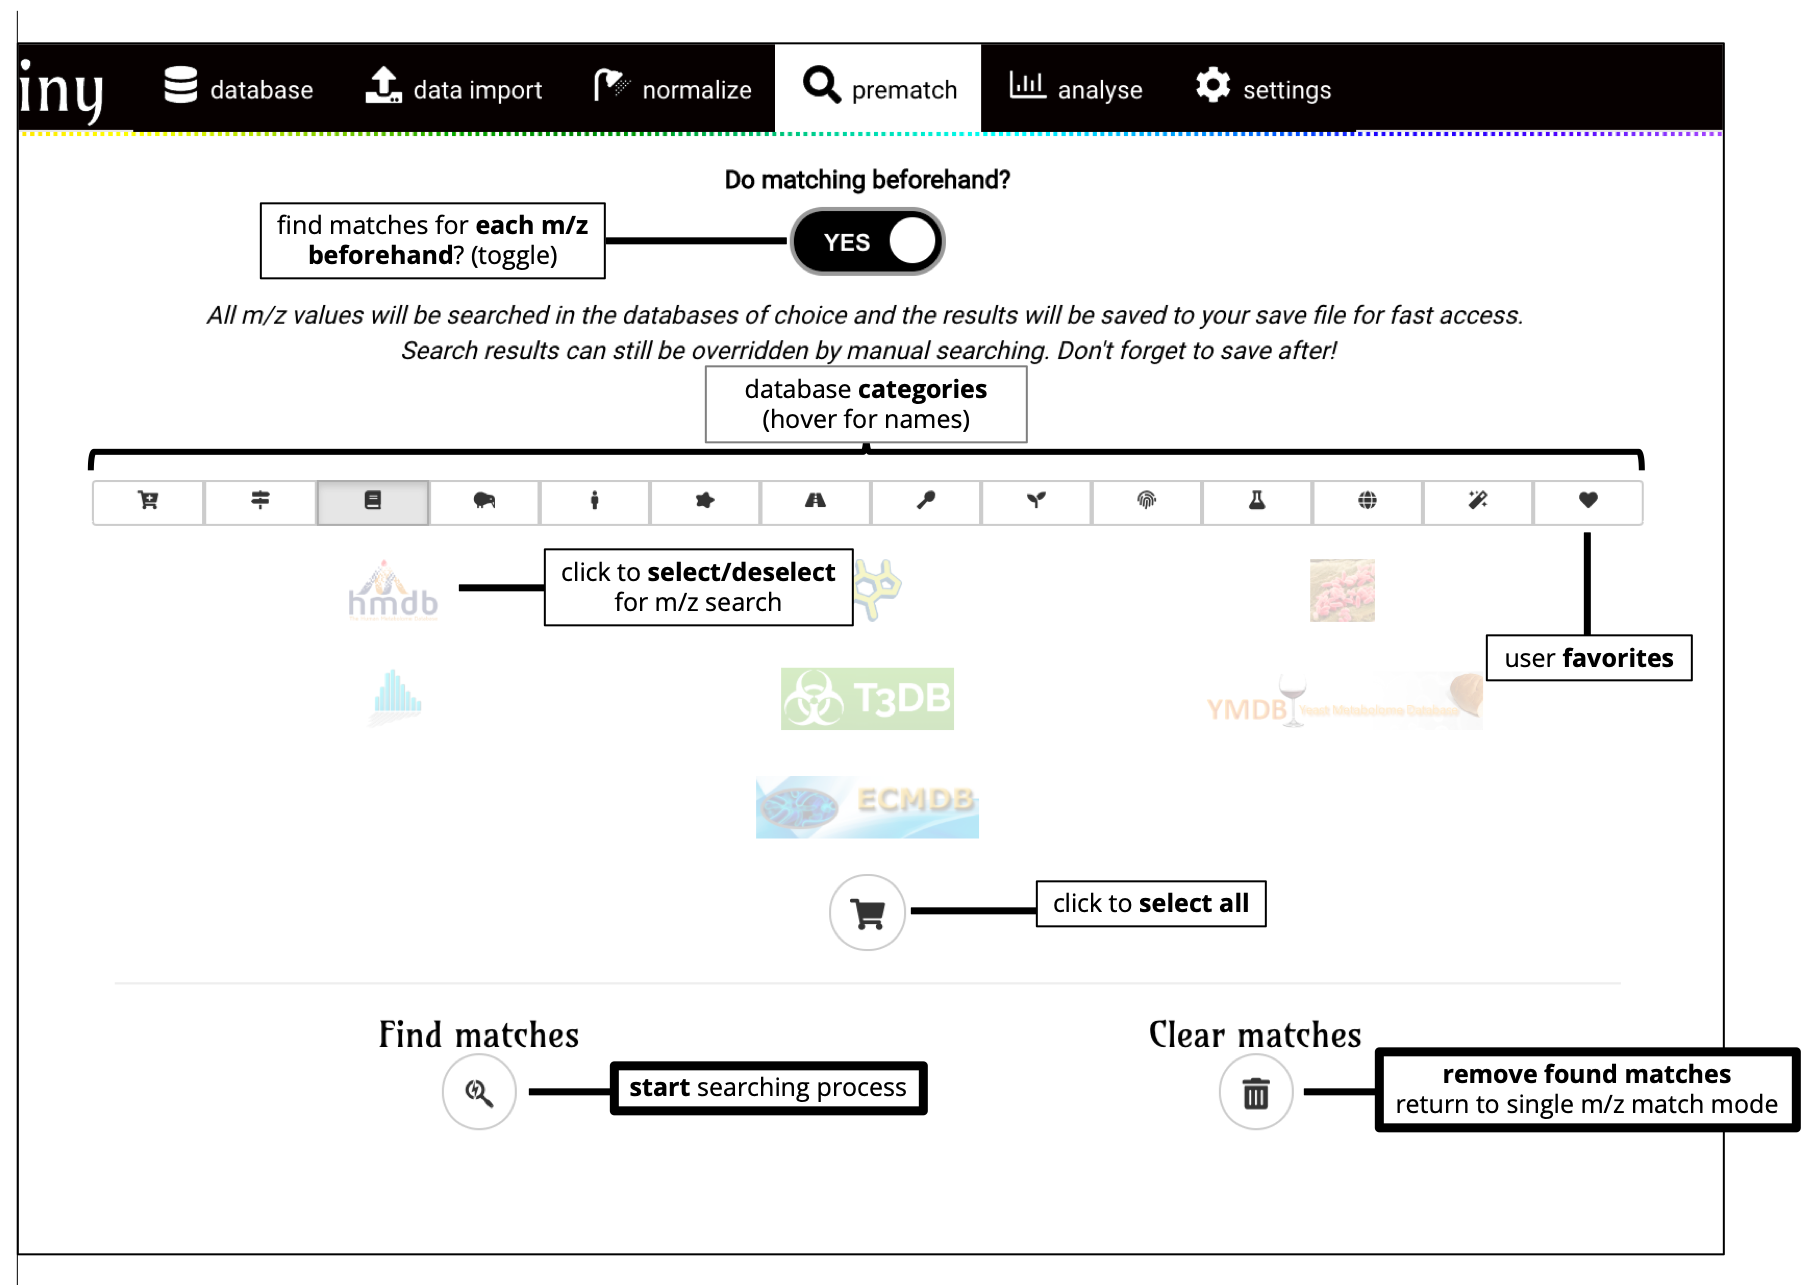 iny
database
data import
normalize
prematch
analyse
settings
Do matching beforehand?
find matches for each m/z
beforehand? (toggle)
YES
All m/z values will be searched in the databases of choice and the results will be saved to your save file for fast access.
Search results can still be overridden by manual searching. Don't forget to save after!
database categories
(hover for names)
hmdb
click to select/deselect
for m/z search
user favorites
T3DB
YMDB Yeast Metabolome Database
ECMDB
click to select all
Find matches
Clear matches
start searching process
remove found matches
return to single m/z match mode